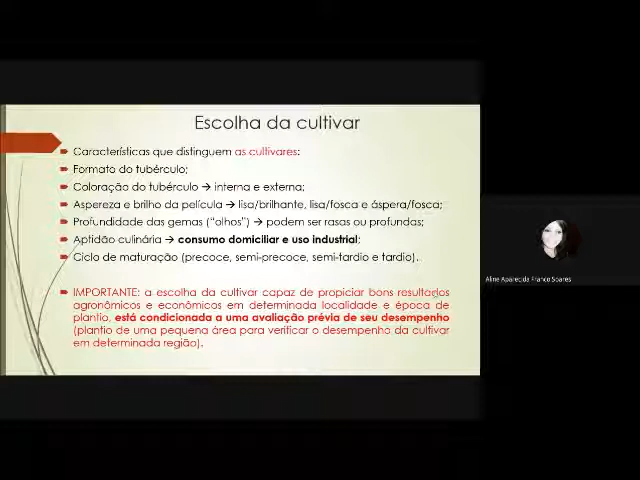 Escolha da cultivar
Características que distinguem as cultivares:
Formato do tubérculo;
Coloração do tubérculo → interna e externa;
Aspereza e brilho da película → lisa/brilhante, lisa/fosca e áspera/fosca;
Profundidade das gemas ("olhos") → podem ser rasas ou profundas;
Aptidão culinária → consumo domiciliar e uso industrial;
Ciclo de maturação (precoce, semi-precoce, semi-tardio e tardio).
IMPORTANTE: a escolha da cultivar capaz de propiciar bons resultados
agronômicos e econômicos em determinada localidade e época de
plantio, está condicionada a uma avaliação prévia de seu desempenho
(plantio de uma pequena área para verificar o desempenho da cultivar
em determinada região).
Aline Aparecida Franco Soares